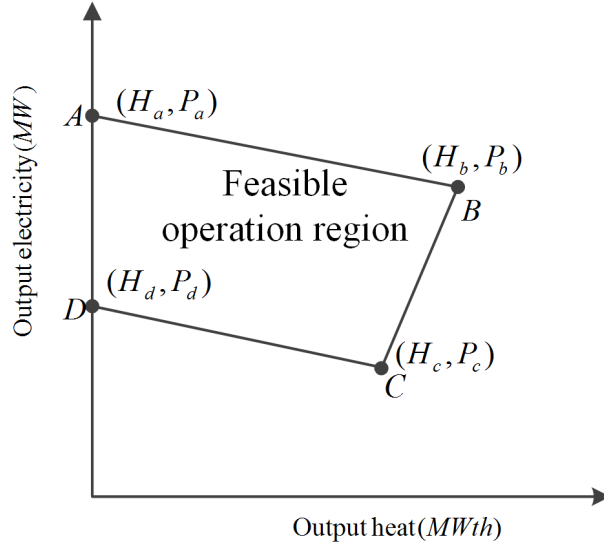 Output electricity(MW)
A
(H_a, P_a)
(H_b, P_b)
B
Feasible
operation region
D
(H_d, P_d)
(H_c, P_c)
C
Output heat(MWth)